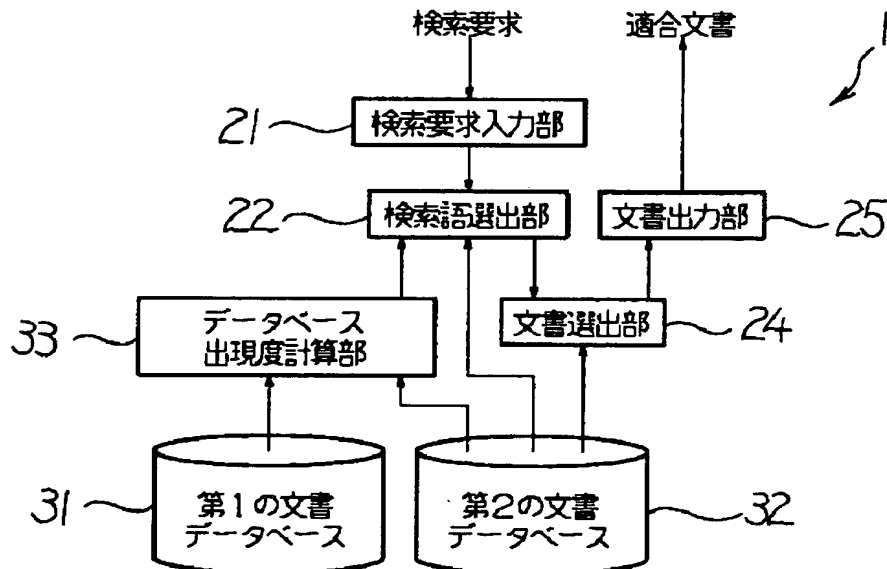 検索要求
適合文書
1
21
検索要求入力部
22
検索語選出部
文書出力部
25
33
データベース
出現度計算部
文書選出部
24
31
第1の文書
データベース
第2の文書
データベース
32